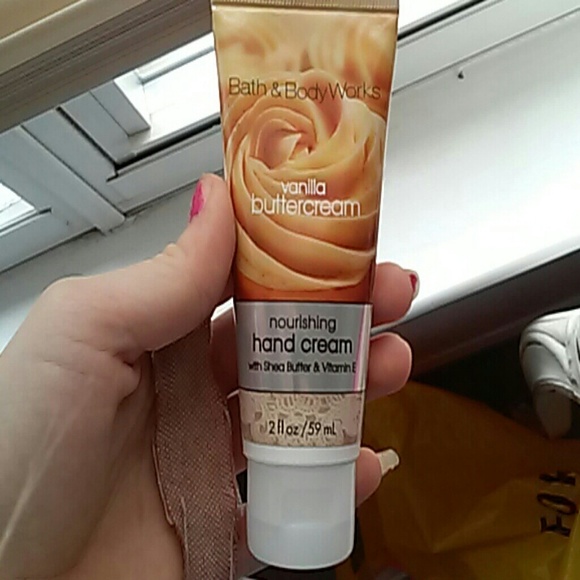 Bath & Body Works
vanilla
buttercream
nourishing
hand cream
with Shea Butter & Vitamin E
2 fl oz/59 mL